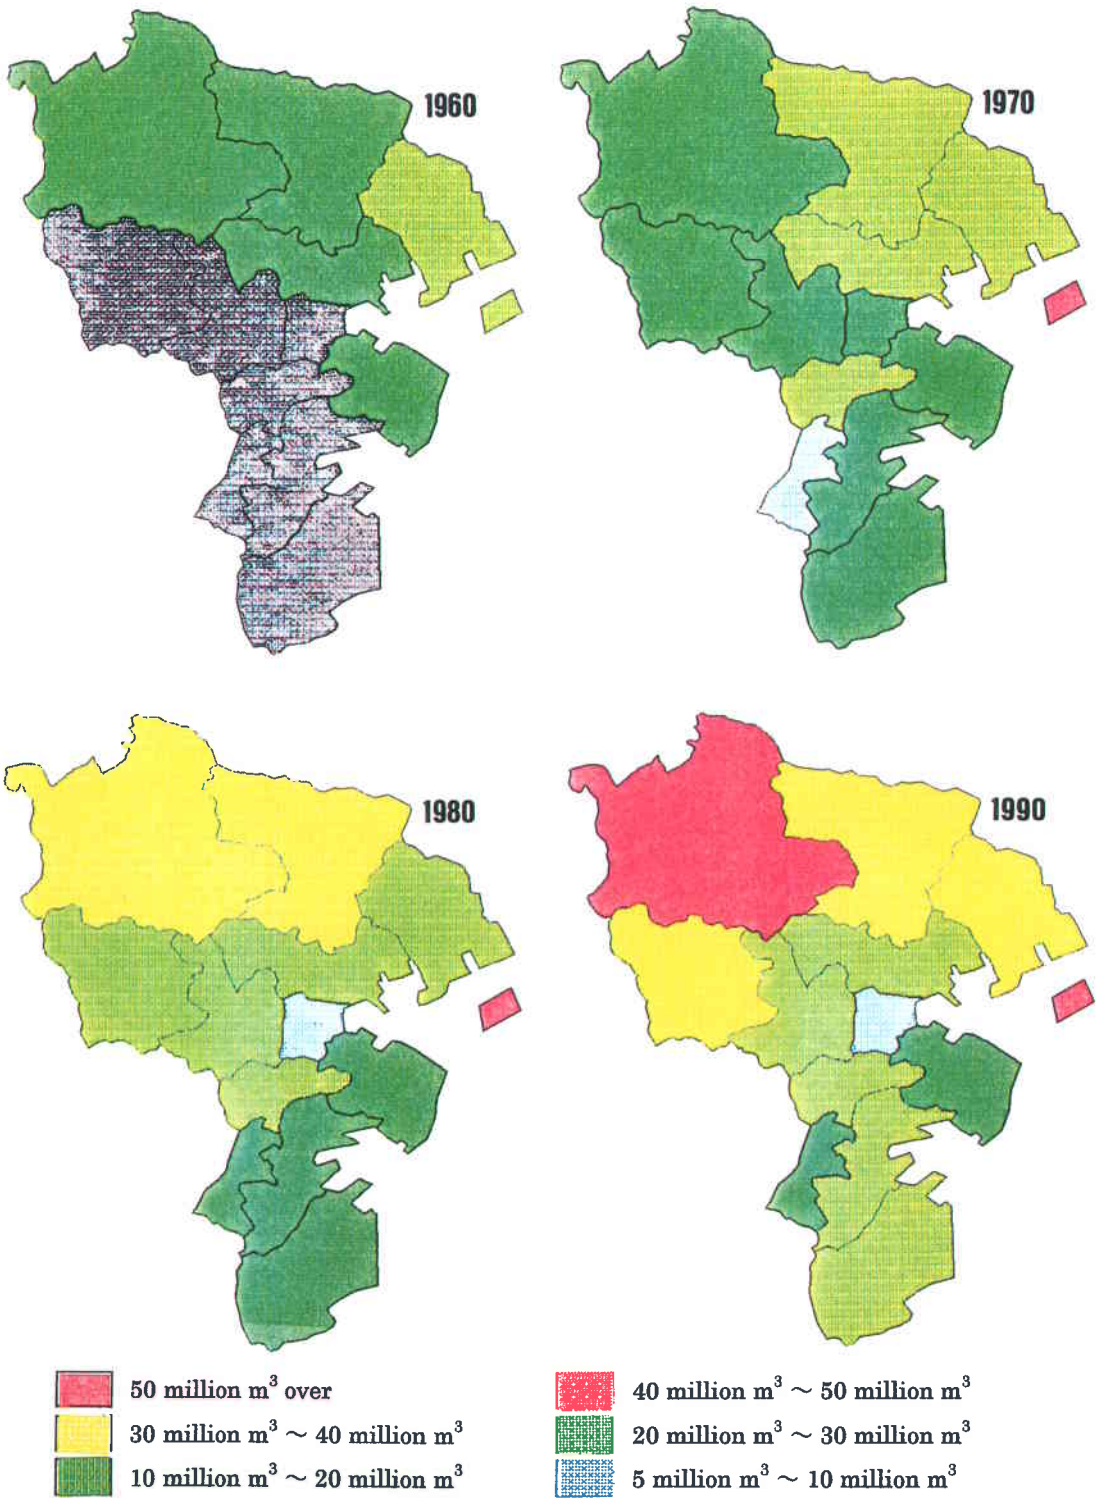 1960
1970
1980
1990
50 million m³ over
40 million m³ ~ 50 million m³
30 million m³ ~ 40 million m³
20 million m³ ~ 30 million m³
10 million m³ ~ 20 million m³
5 million m³ ~ 10 million m³